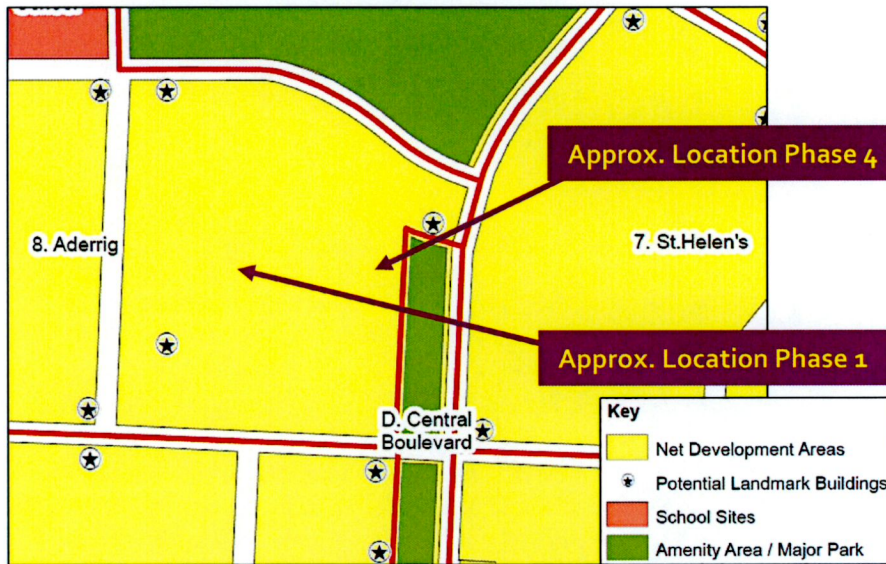 School
Approx. Location Phase 4
8. Aderrig
7. St.Helen's
Approx. Location Phase 1
D. Central
Boulevard
Key
Net Development Areas
Potential Landmark Buildings
School Sites
Amenity Area / Major Park